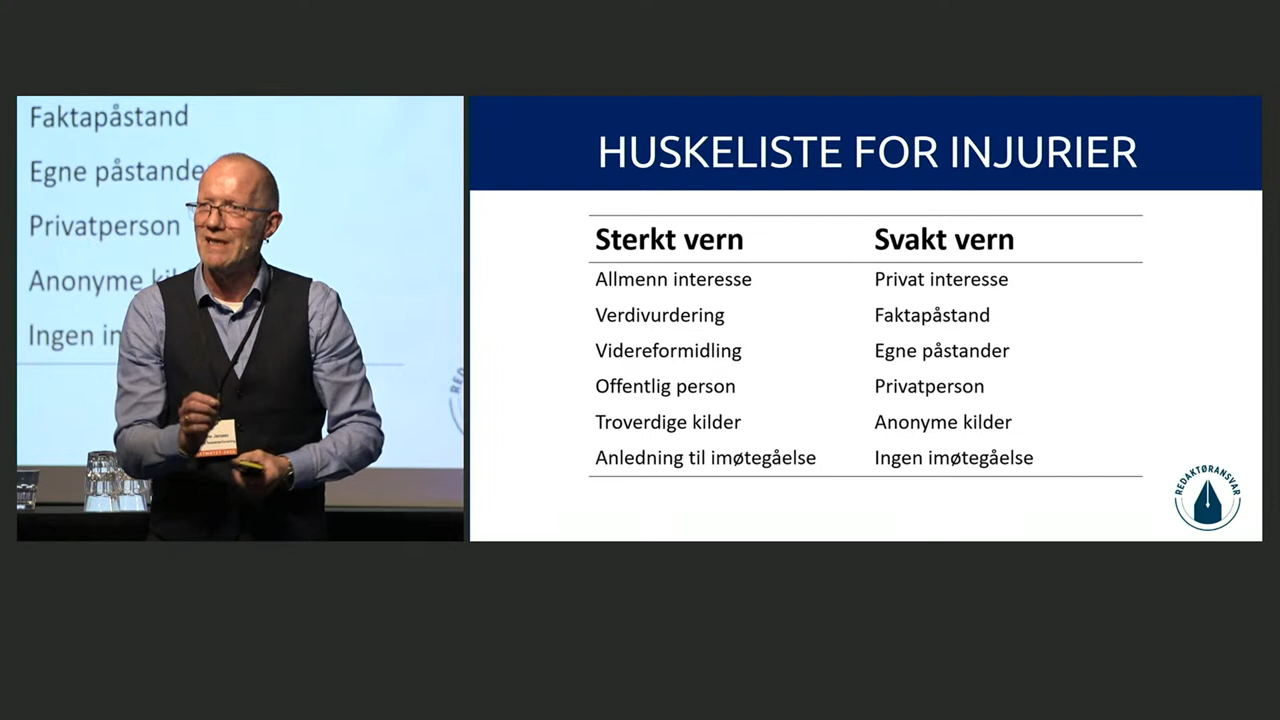 Faktapåstand
Egne påstande
Privatperson
Anonyme
Ingen
Jensen
HUSKELISTE FOR INJURIER
Sterkt vern Svakt vern
Allmenn interesse Privat interesse
Verdivurdering Faktapåstand
Videreformidling Egne påstander
Offentlig person Privatperson
Troverdige kilder Anonyme kilder
Anledning til imøtegåelse Ingen imøtegåelse
REDAKTØRANSVAR